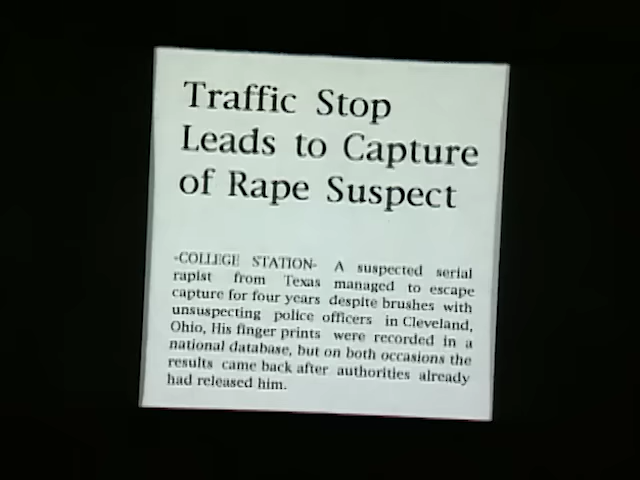 Traffic Stop
Leads to Capture
of Rape Suspect
-COLLEGE STATION- A suspected serial
rapist from Texas managed to escape
capture for four years despite brushes with
unsuspecting police officers in Cleveland,
Ohio, His finger prints were recorded in a
national database, but on both occasions the
results came back after authorities already
had released him.